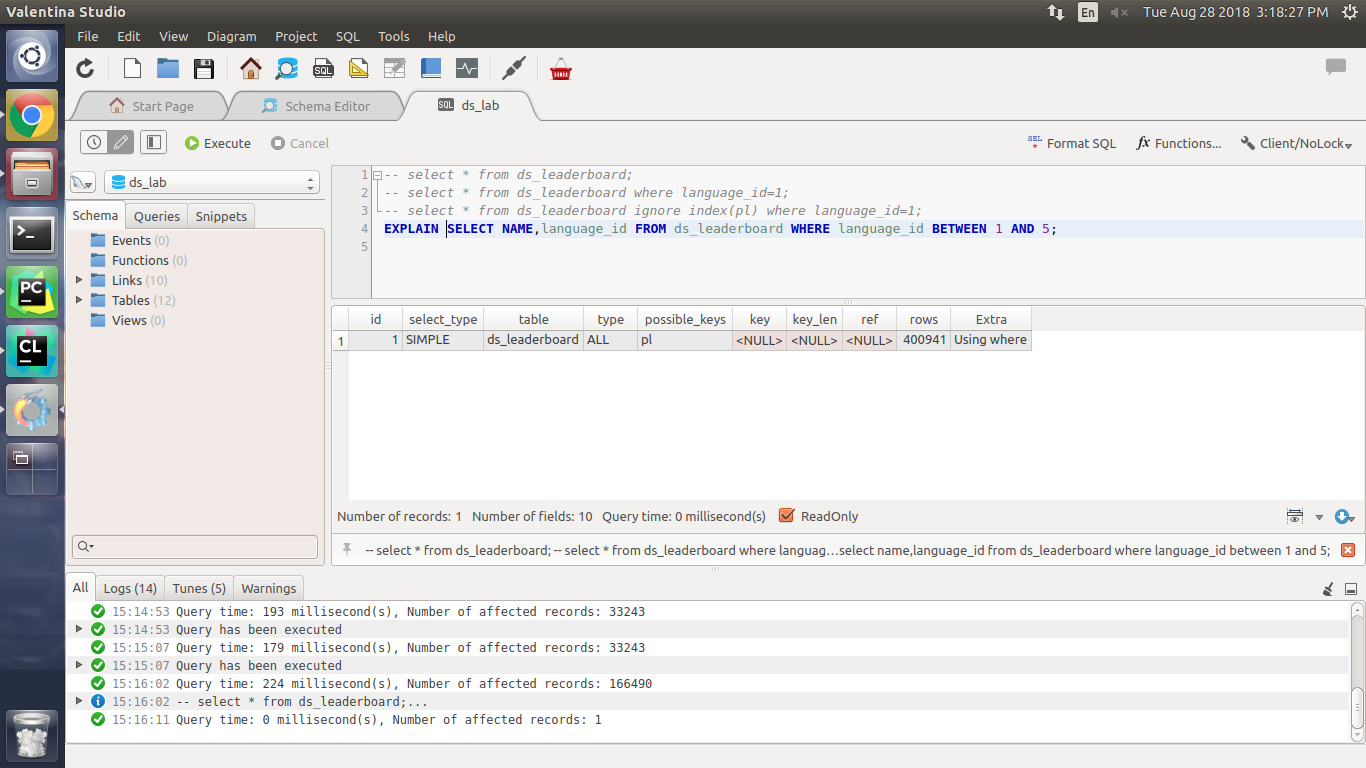 Valentina Studio
En
Tue Aug 28 2018 3:18:27 PM
File Edit View Diagram Project SQL Tools Help
SQL
Start Page
Schema Editor
SQL ds_lab
Execute
Cancel
SEL Format SQL
fx Functions...
Client/NoLock
ds_lab
Schema Queries Snippets
Events (0)
Functions (0)
Links (10)
Tables (12)
Views (0)
1 -- select * from ds_leaderboard;
2 -- select * from ds_leaderboard where language_id=1;
3 -- select * from ds_leaderboard ignore index(pl) where language_id=1;
4 EXPLAIN SELECT NAME,language_id FROM ds_leaderboard WHERE language_id BETWEEN 1 AND 5;
5
id select_type table type possible_keys key key_len ref rows Extra
1 1 SIMPLE ds_leaderboard ALL pl <NULL> <NULL> <NULL> 400941 Using where
Number of records: 1 Number of fields: 10 Query time: 0 millisecond(s) ReadOnly
-- select * from ds_leaderboard; -- select * from ds_leaderboard where languag...select name,language_id from ds_leaderboard where language_id between 1 and 5;
All Logs (14) Tunes (5) Warnings
15:14:53 Query time: 193 millisecond(s), Number of affected records: 33243
15:14:53 Query has been executed
15:15:07 Query time: 179 millisecond(s), Number of affected records: 33243
15:15:07 Query has been executed
15:16:02 Query time: 224 millisecond(s), Number of affected records: 166490
15:16:02 -- select * from ds_leaderboard;...
15:16:11 Query time: 0 millisecond(s), Number of affected records: 1
PC
CL